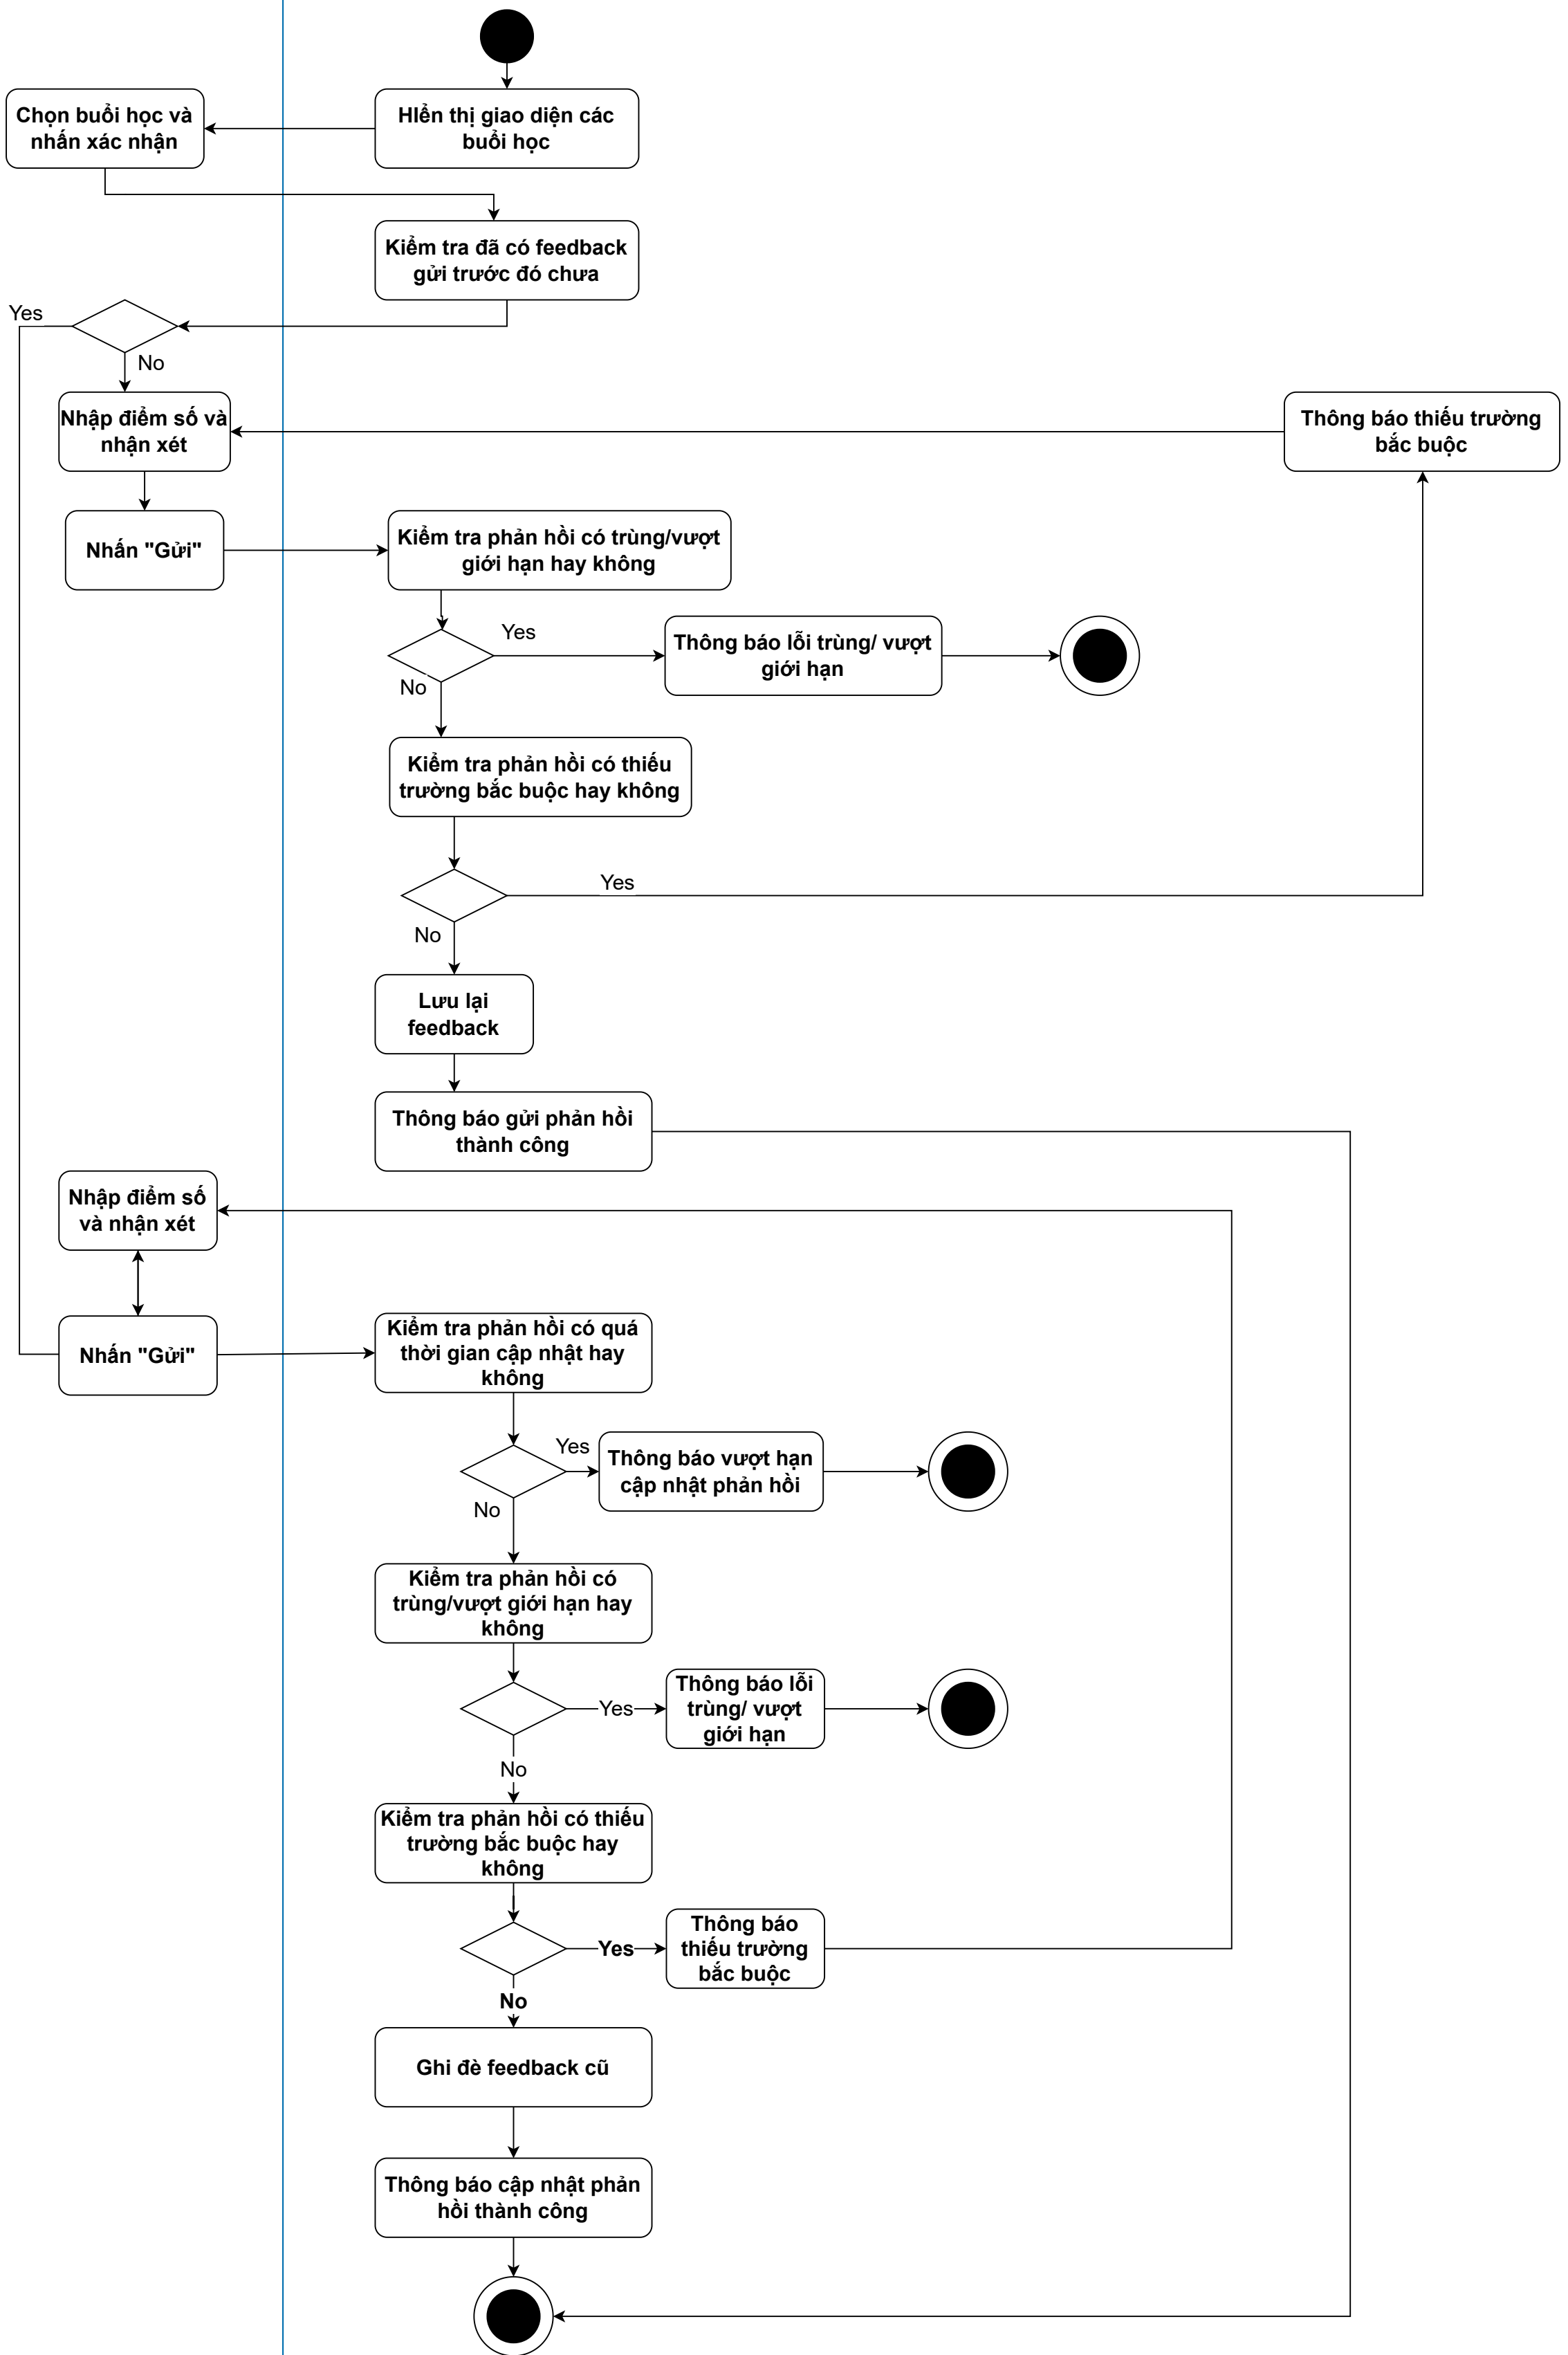 HIển thị giao diện các
buổi học
Chọn buổi học và
nhấn xác nhận
Kiểm tra đã có feedback
gửi trước đó chưa
Yes
No
Nhập điểm số và
nhận xét
Thông báo thiếu trường
bắc buộc
Nhấn "Gửi"
Kiểm tra phản hồi có trùng/vượt
giới hạn hay không
Yes
Thông báo lỗi trùng/ vượt
giới hạn
No
Kiểm tra phản hồi có thiếu
trường bắc buộc hay không
Yes
No
Lưu lại
feedback
Thông báo gửi phản hồi
thành công
Nhập điểm số
và nhận xét
Nhấn "Gửi"
Kiểm tra phản hồi có quá
thời gian cập nhật hay
không
Yes
Thông báo vượt hạn
cập nhật phản hồi
No
Kiểm tra phản hồi có
trùng/vượt giới hạn hay
không
Yes
Thông báo lỗi
trùng/ vượt
giới hạn
No
Kiểm tra phản hồi có thiếu
trường bắc buộc hay
không
Yes
Thông báo
thiếu trường
bắc buộc
No
Ghi đè feedback cũ
Thông báo cập nhật phản
hồi thành công